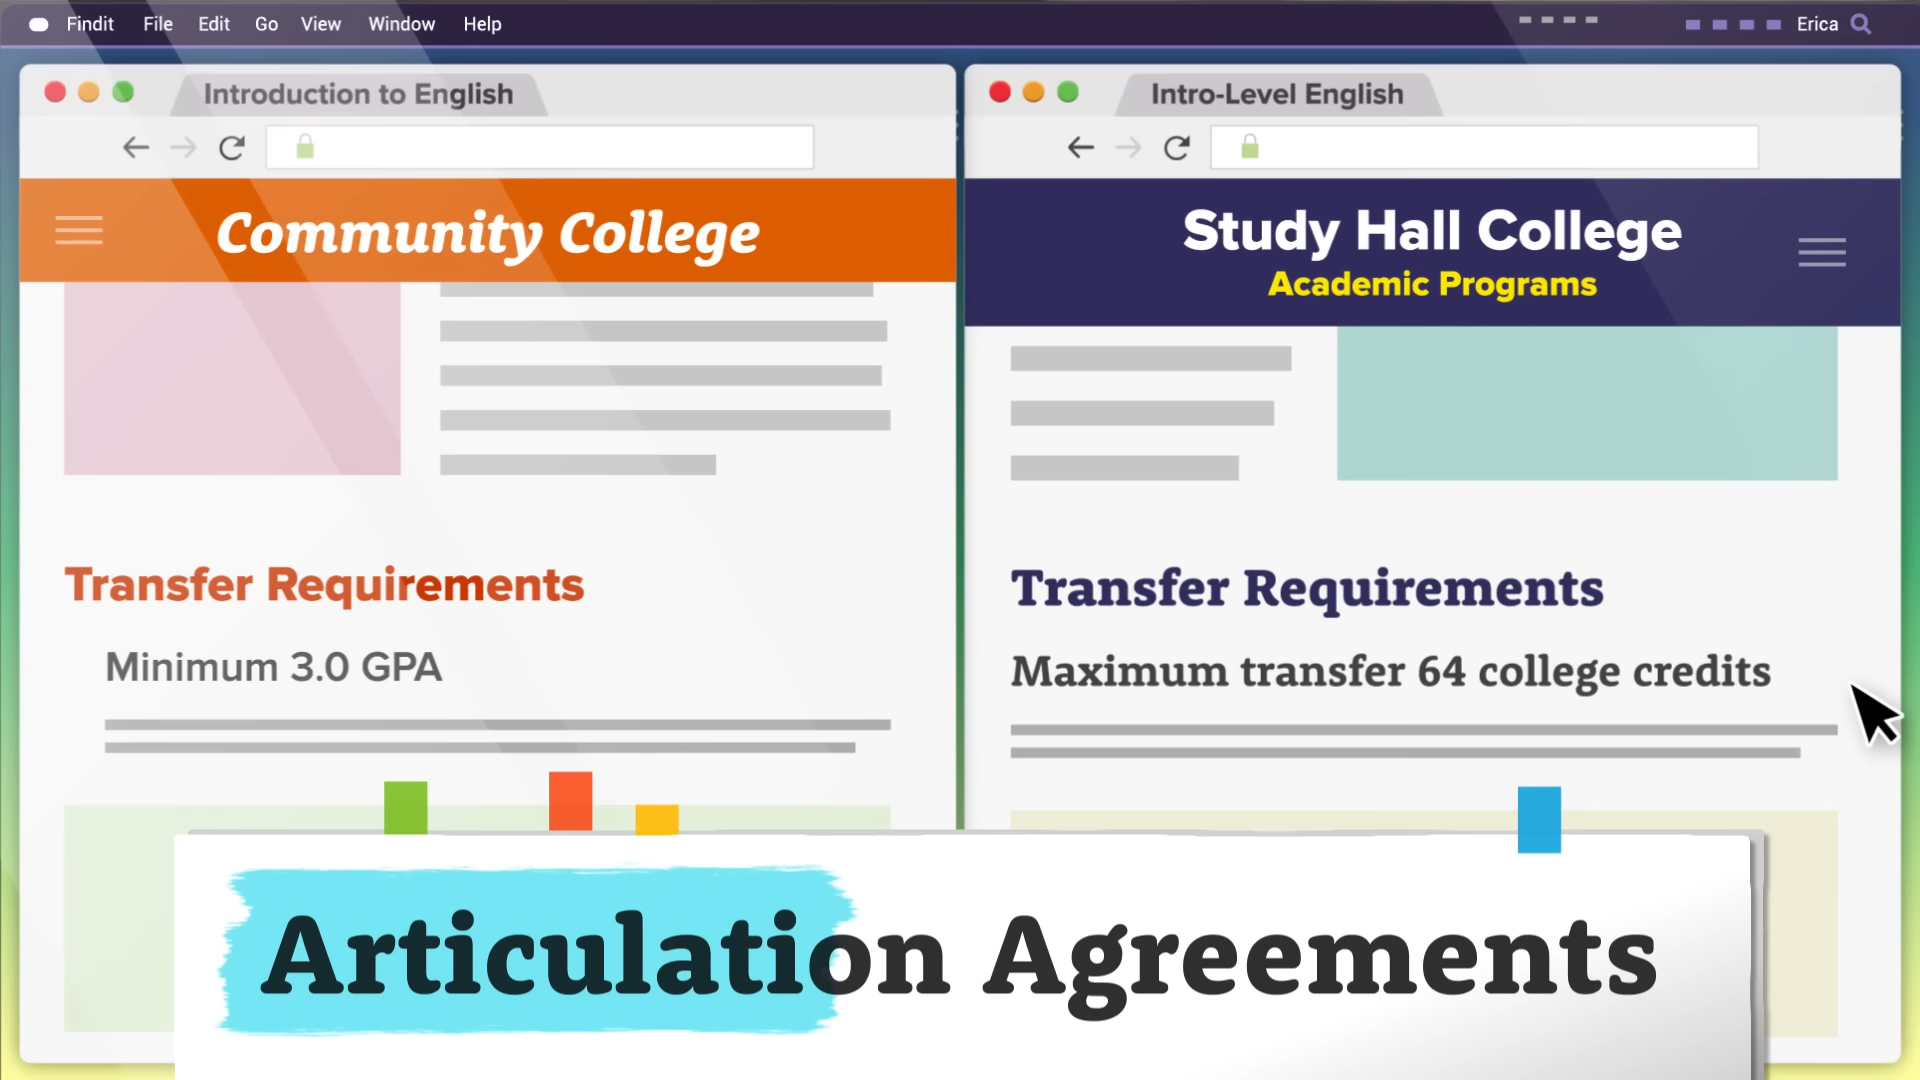 Findit File Edit Go View Window Help Erica
Introduction to English
Community College
Transfer Requirements
Minimum 3.0 GPA
Intro-Level English
Study Hall College
Academic Programs
Transfer Requirements
Maximum transfer 64 college credits
Articulation Agreements